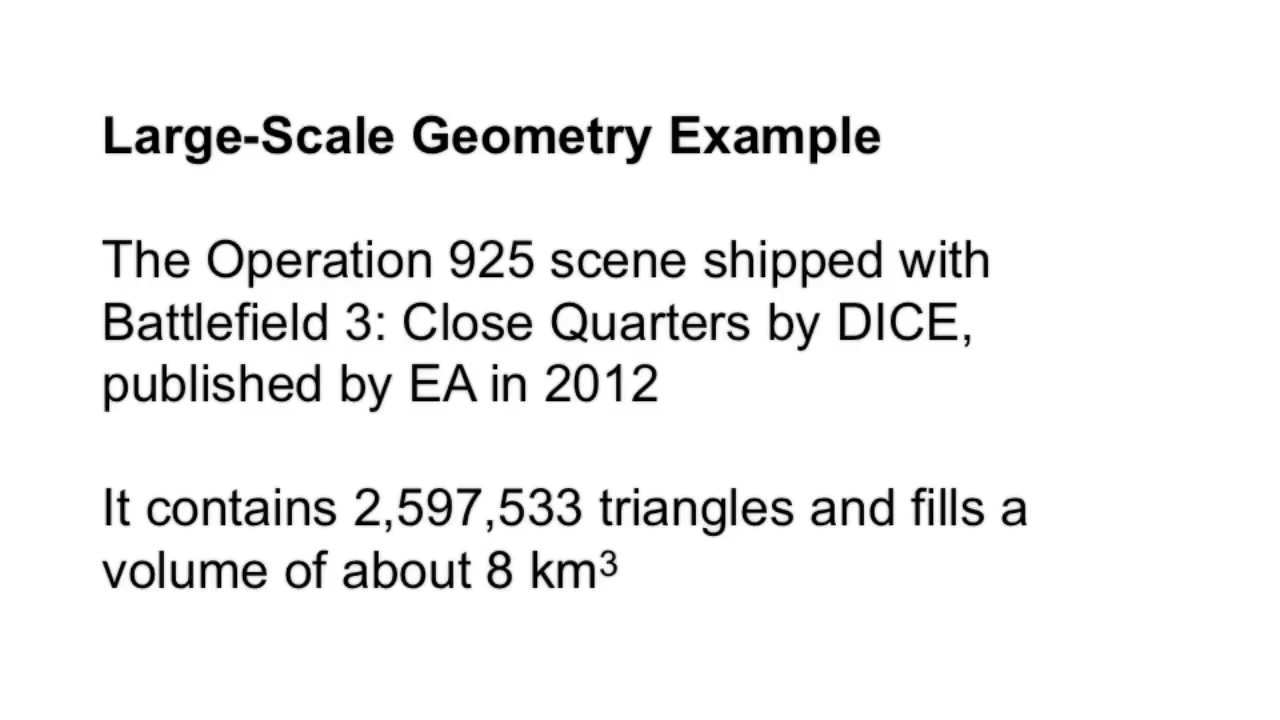 Large-Scale Geometry Example
The Operation 925 scene shipped with
Battlefield 3: Close Quarters by DICE,
published by EA in 2012
It contains 2,597,533 triangles and fills a
volume of about 8 km³